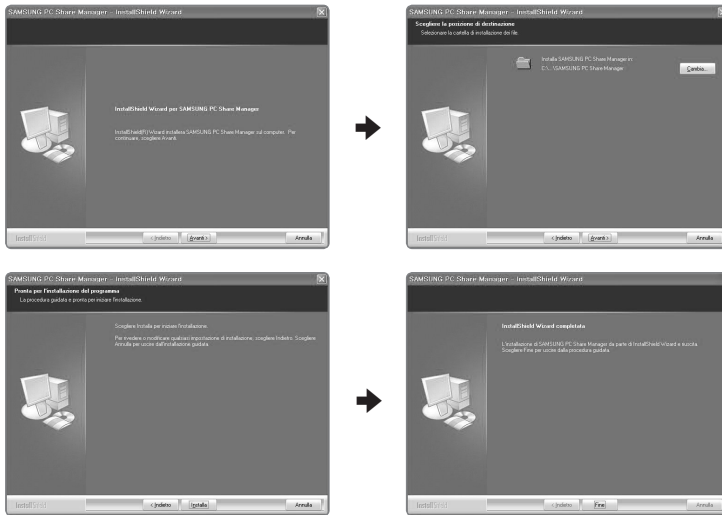 SAMSUNG PC Share Manager - InstallShield Wizard
InstallShield Wizard per SAMSUNG PC Share Manager
InstallShield(R) Wizard installera SAMSUNG PC Share Manager sul computer. Per
continuare, scegliere Avanti.
InstallShield
< Indietro
Avanti >
Annulla
SAMSUNG PC Share Manager - InstallShield Wizard
Scegliere la posizione di destinazione
Selezionare la cartella di installazione dei file.
Installa SAMSUNG PC Share Manager in:
C:\...\SAMSUNG PC Share Manager
Cambia...
InstallShield
< Indietro
Avanti >
Annulla
SAMSUNG PC Share Manager - InstallShield Wizard
Pronta per l'installazione del programma
La procedura guidata e pronta per iniziare l'installazione.
Scegliere Installa per iniziare l'installazione.
Per rivedere o modificare qualsiasi impostazione di installazione, scegliere Indietro. Scegliere
Annulla per uscire dall'installazione guidata.
InstallShield
< Indietro
Installa
Annulla
SAMSUNG PC Share Manager - InstallShield Wizard
InstallShield Wizard completata
L'installazione di SAMSUNG PC Share Manager da parte di InstallShield Wizard e riuscita.
Scegliere Fine per uscire dalla procedura guidata.
InstallShield
< Indietro
Fine
Annulla